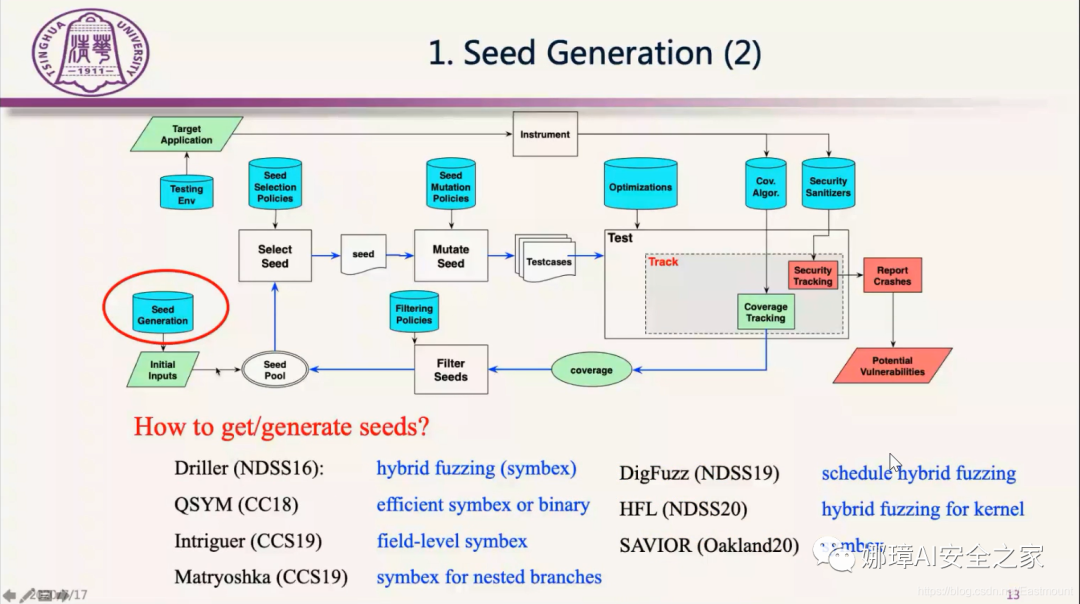 TSINGHUA UNIVERSITY
清華
-1911-
1. Seed Generation (2)
Target
Application
Instrument
Testing
Env
Seed
Selection
Policies
Seed
Mutation
Policies
Optimizations
Cov.
Algor.
Security
Sanitizers
Select
Seed
seed
Mutate
Seed
Testcases
Test
Track
Security
Tracking
Report
Crashes
Seed
Generation
Filtering
Policies
Coverage
Tracking
Initial
Inputs
Seed
Pool
Filter
Seeds
coverage
Potential
Vulnerabilities
How to get/generate seeds?
Driller (NDSS16): hybrid fuzzing (symbex)
QSYM (CC18) efficient symbex or binary
Intriguer (CCS19) field-level symbex
Matryoshka (CCS19) symbex for nested branches
DigFuzz (NDSS19) schedule hybrid fuzzing
HFL (NDSS20) hybrid fuzzing for kernel
SAVIOR (Oakland20)
娜璋AI安全之家
13
https://blog.csdn.net/Eastmount